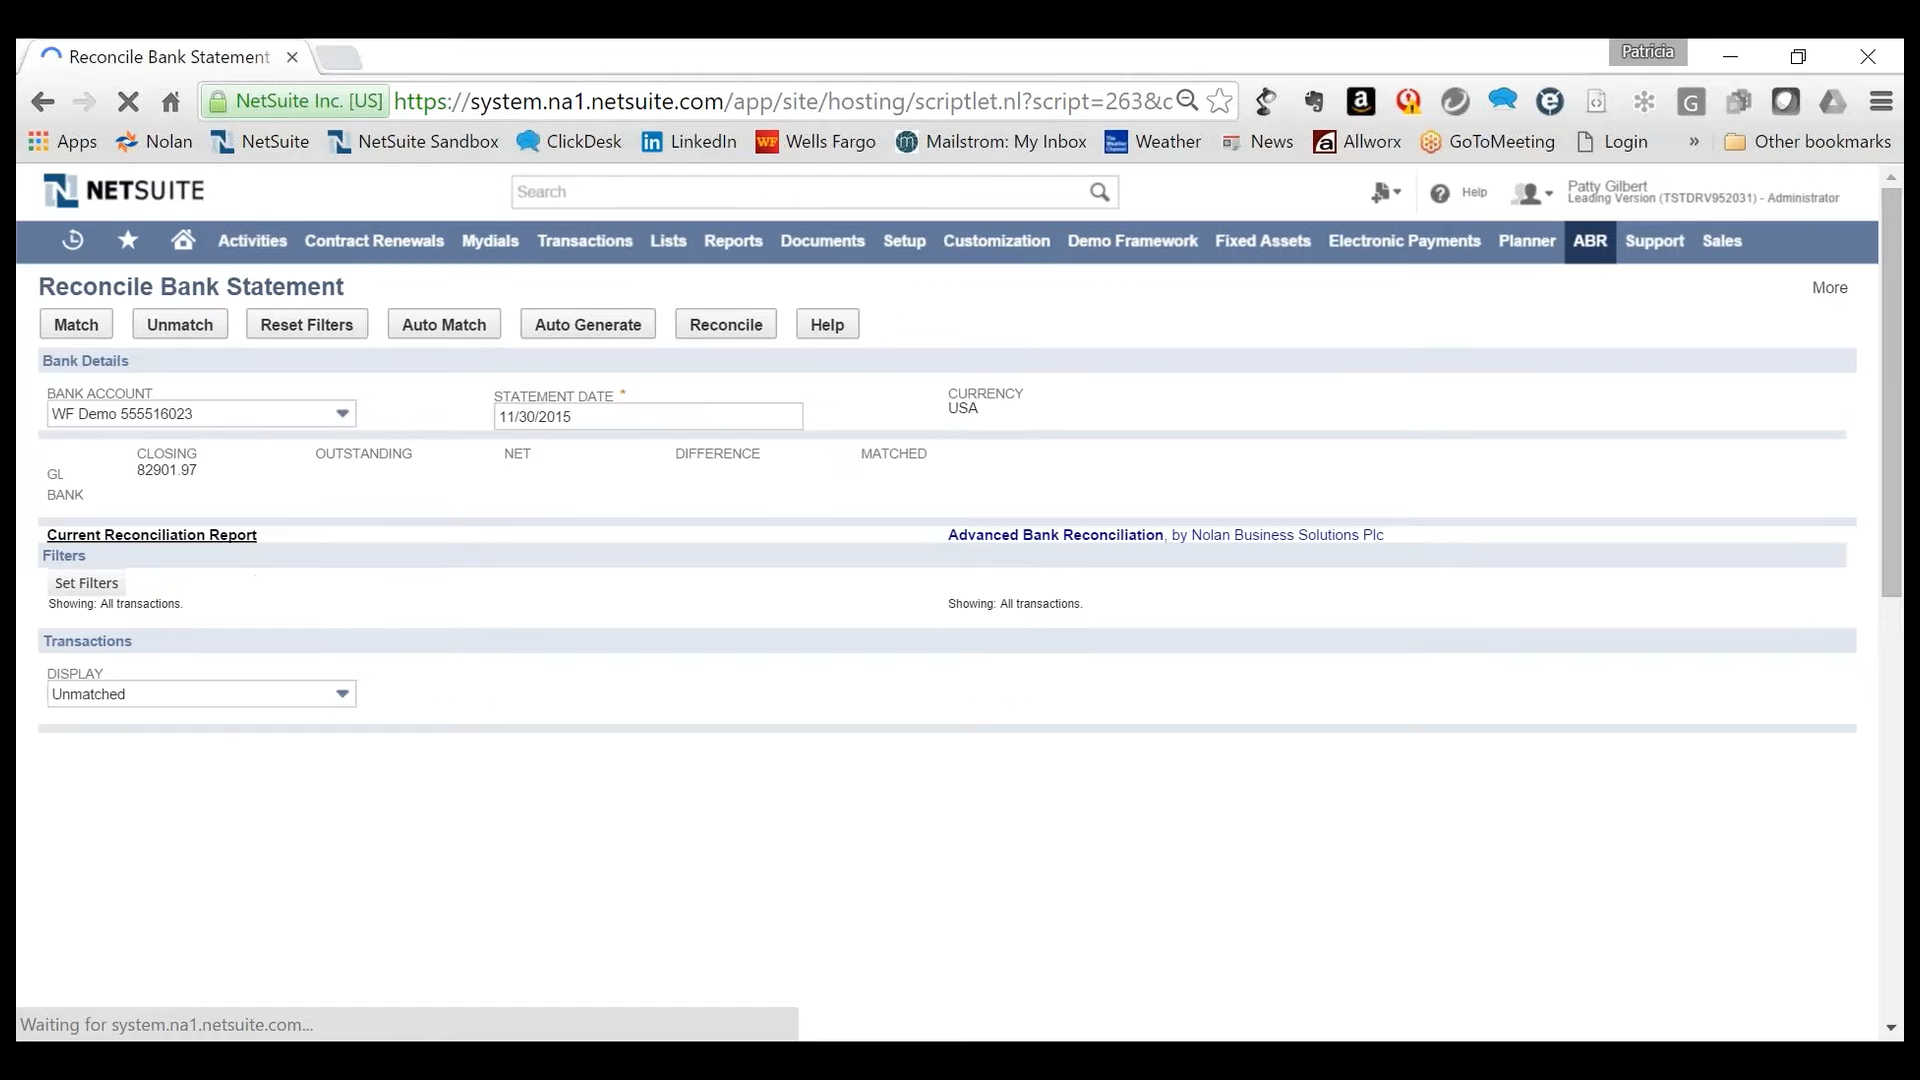 Reconcile Bank Statement
Patricia
NetSuite Inc. [US] https://system.na1.netsuite.com/app/site/hosting/scriptlet.nl?script=263&c
Apps Nolan NetSuite NetSuite Sandbox ClickDesk LinkedIn Wells Fargo Mailstrom: My Inbox Weather News Allworx GoToMeeting Login » Other bookmarks
NETSUITE Search Help Patty Gilbert
Leading Version (TSTDRV952031) - Administrator
Activities Contract Renewals Mydials Transactions Lists Reports Documents Setup Customization Demo Framework Fixed Assets Electronic Payments Planner ABR Support Sales
Reconcile Bank Statement More
Match Unmatch Reset Filters Auto Match Auto Generate Reconcile Help
Bank Details
BANK ACCOUNT STATEMENT DATE * CURRENCY
WF Demo 555516023 11/30/2015 USA
CLOSING OUTSTANDING NET DIFFERENCE MATCHED
GL 82901.97
BANK
Current Reconciliation Report Advanced Bank Reconciliation, by Nolan Business Solutions Plc
Filters
Set Filters
Showing: All transactions. Showing: All transactions.
Transactions
DISPLAY
Unmatched
Waiting for system.na1.netsuite.com...